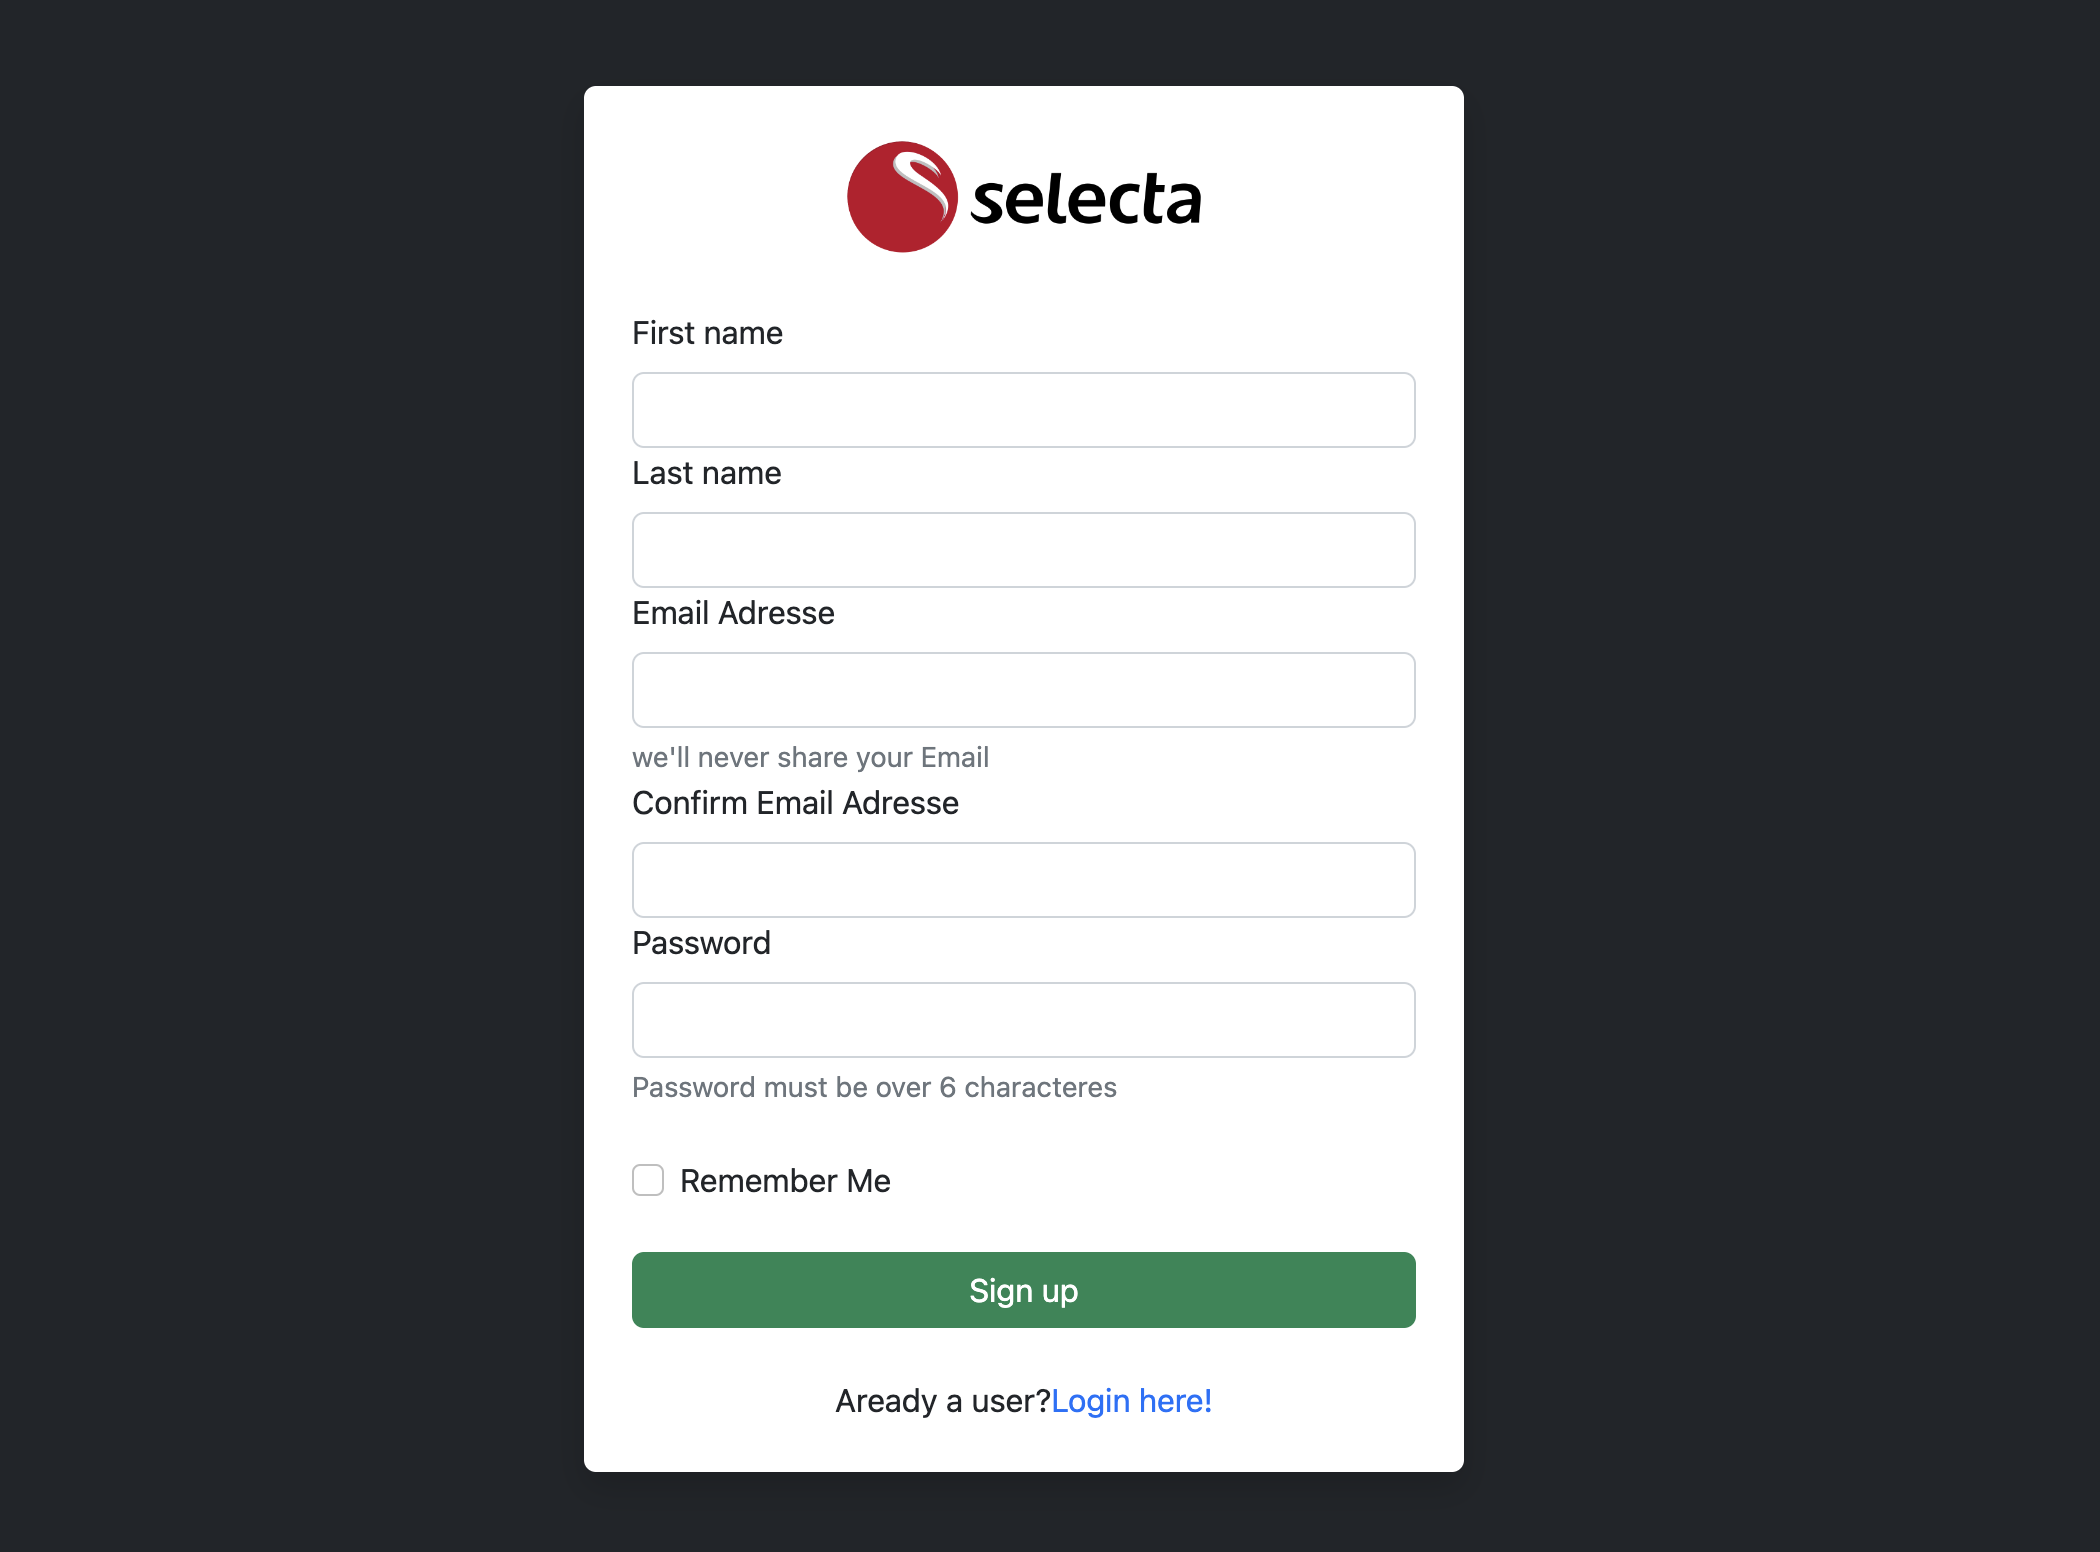 selecta
First name
Last name
Email Adresse
we'll never share your Email
Confirm Email Adresse
Password
Password must be over 6 characteres
Remember Me
Sign up
Aready a user?Login here!